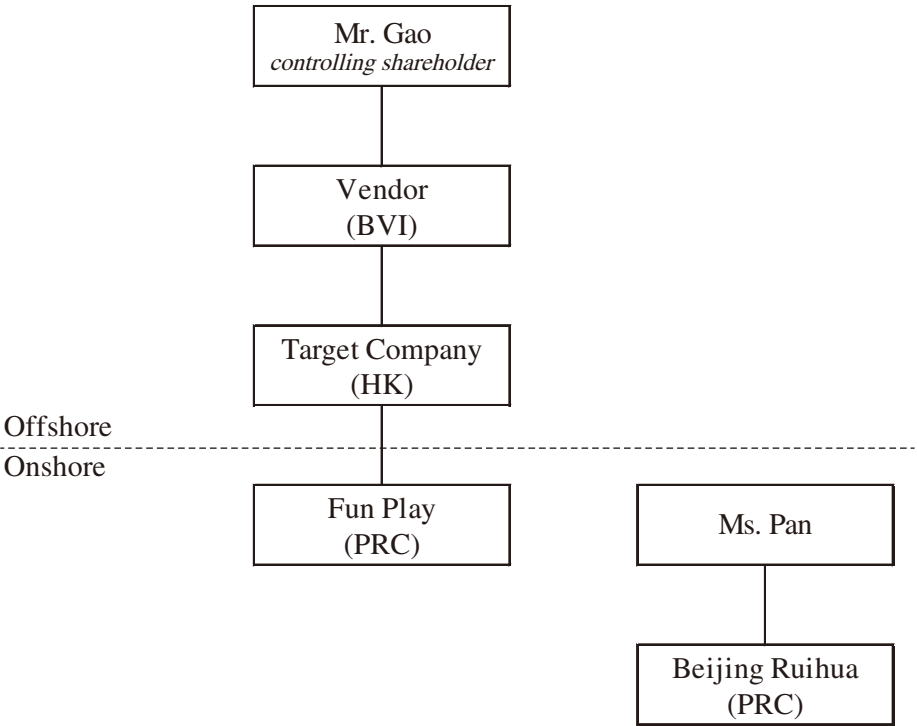 Mr. Gao
controlling shareholder
Vendor
(BVI)
Target Company
(HK)
Offshore
Onshore
Fun Play
(PRC)
Ms. Pan
Beijing Ruihua
(PRC)